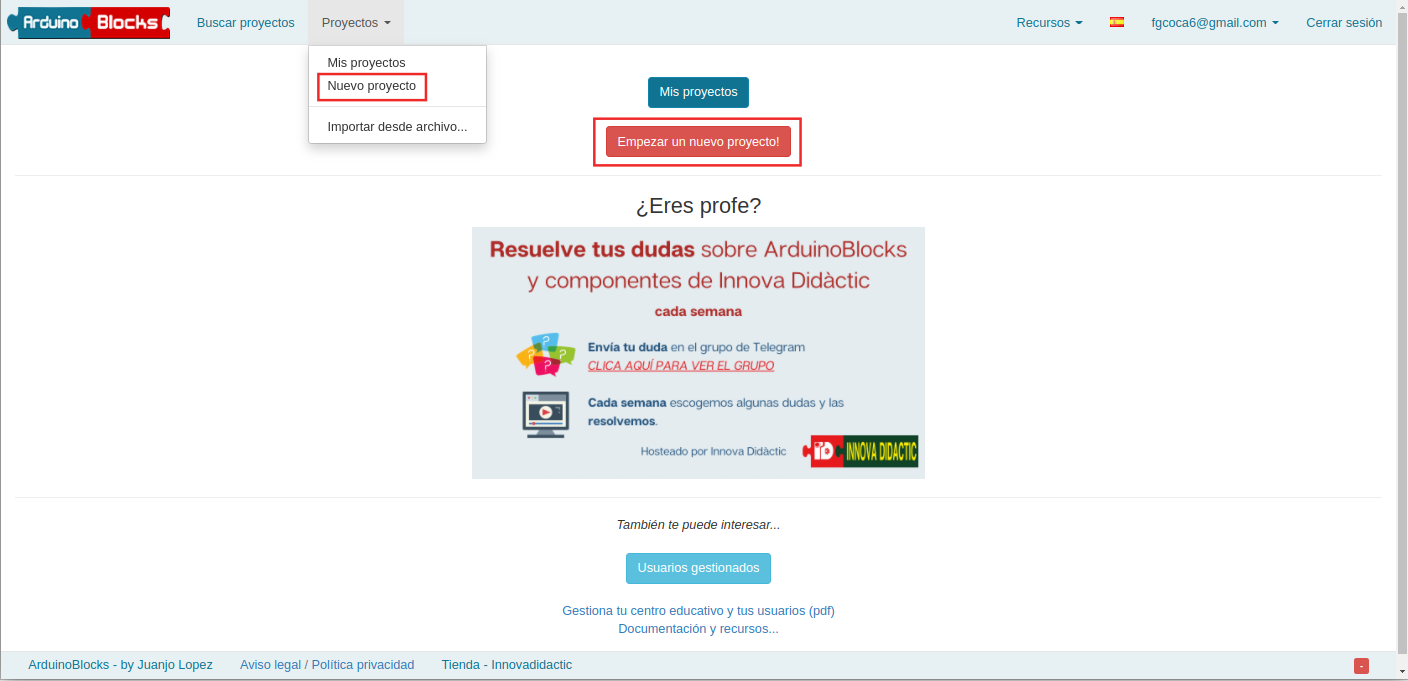 Arduino Blocks
Buscar proyectos
Proyectos
Recursos
fgcoca6@gmail.com
Cerrar sesión
Mis proyectos
Nuevo proyecto
Importar desde archivo...
Mis proyectos
Empezar un nuevo proyecto!
¿Eres profe?
Resuelve tus dudas sobre ArduinoBlocks
y componentes de Innova Didàctic
cada semana
? ? ? ?
Envía tu duda en el grupo de Telegram
CLICA AQUÍ PARA VER EL GRUPO
Cada semana escogemos algunas dudas y las
resolvemos.
Hosteado por Innova Didàctic
iD INNOVA DIDACTIC
También te puede interesar...
Usuarios gestionados
Gestiona tu centro educativo y tus usuarios (pdf)
Documentación y recursos...
ArduinoBlocks - by Juanjo Lopez
Aviso legal / Política privacidad
Tienda - Innovadidactic
-